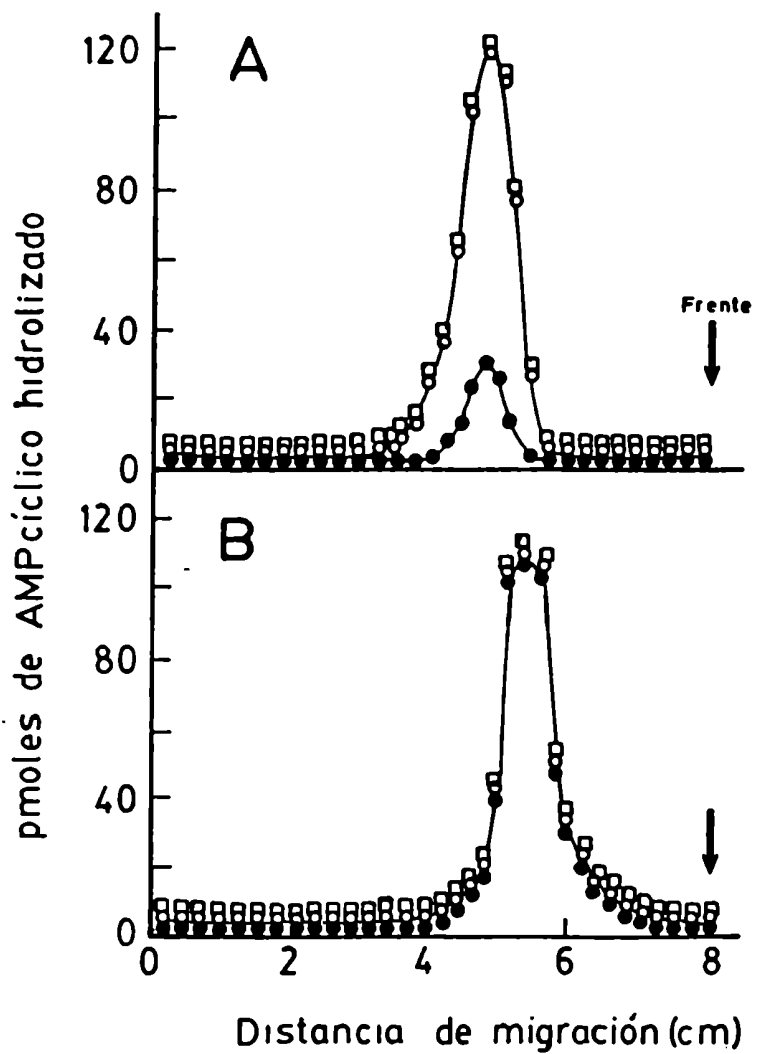 A
120
80
40
0
Frente
B
120
80
40
0
0 2 4 6 8
pmoles de AMPcíclico hidrolizado
Distancia de migración (cm)